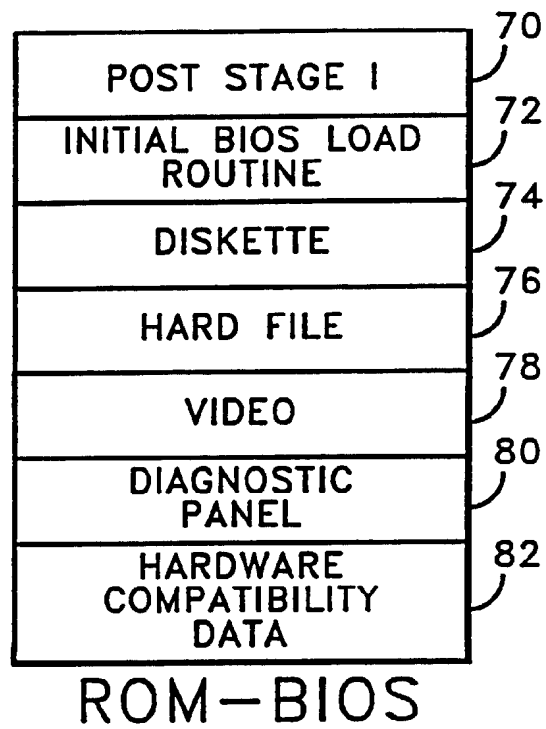 70
POST STAGE I
72
INITIAL BIOS LOAD
ROUTINE
74
DISKETTE
76
HARD FILE
78
VIDEO
80
DIAGNOSTIC
PANEL
82
HARDWARE
COMPATIBILITY
DATA
ROM-BIOS